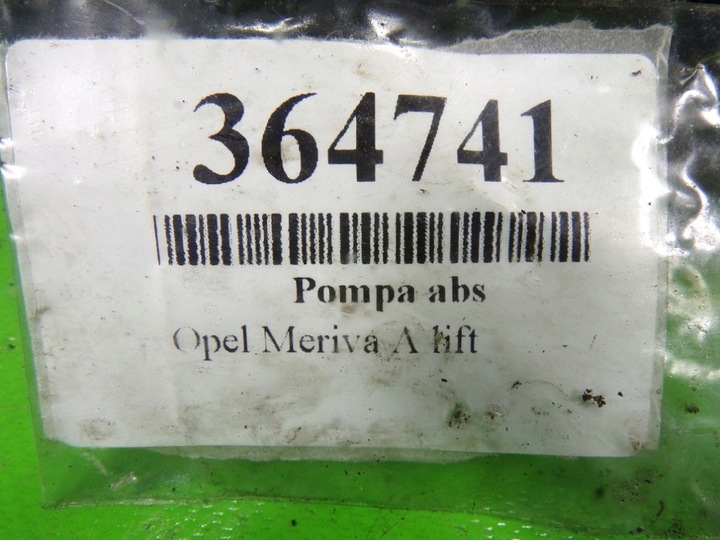 364741
Pompa abs
Opel Meriva A lift